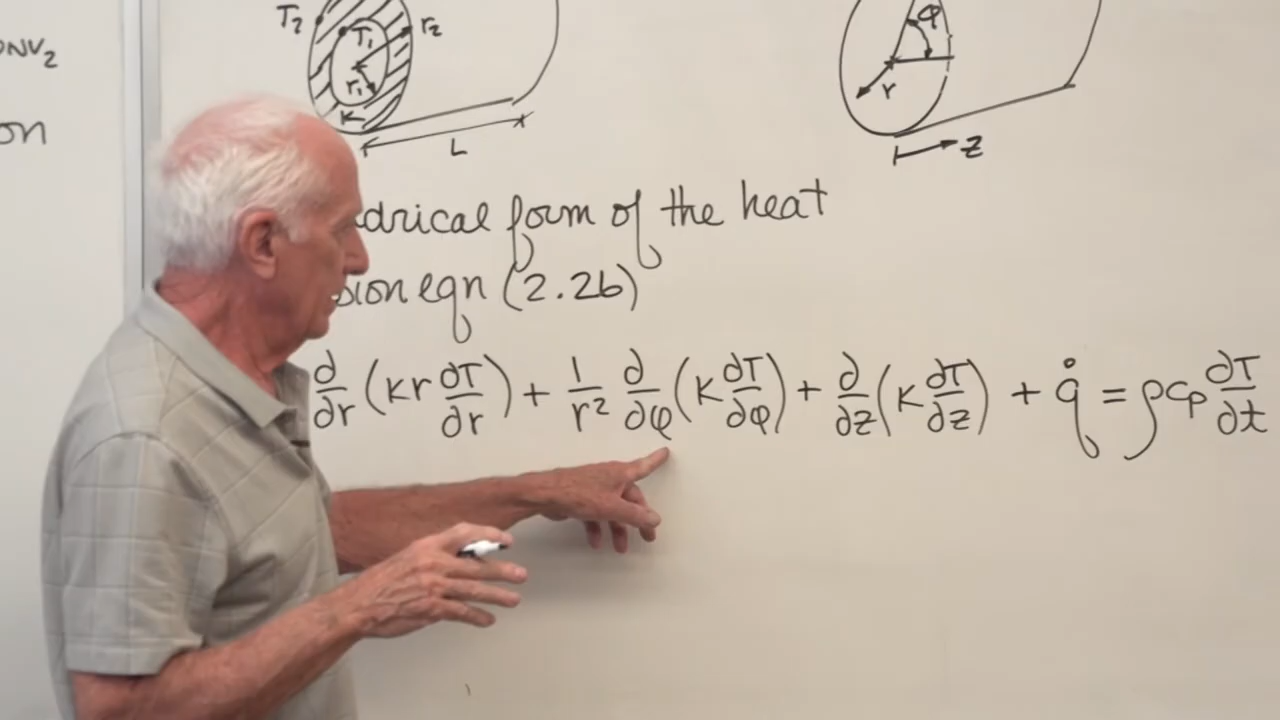 ONV₂
on
T₂ T₁ r₂
r₁
K
L
φ
r
z
drical form of the heat
sion eqn (2.26)
∂/∂r (kr ∂T/∂r) + 1/r² ∂/∂φ (k ∂T/∂φ) + ∂/∂z (k ∂T/∂z) + q̇ = ρcp ∂T/∂t